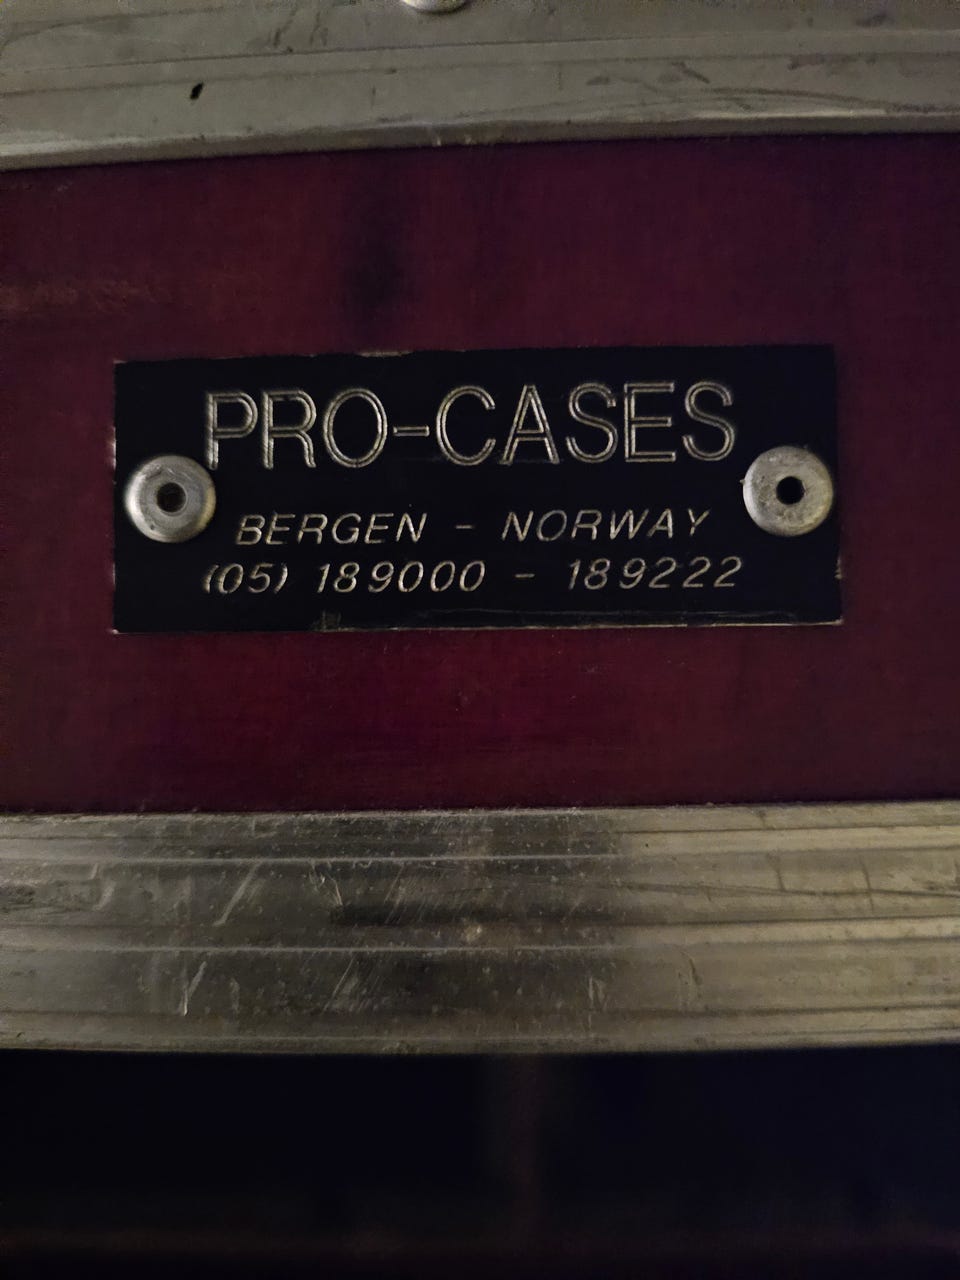 PRO-CASES
BERGEN - NORWAY
(05) 189000 - 189222